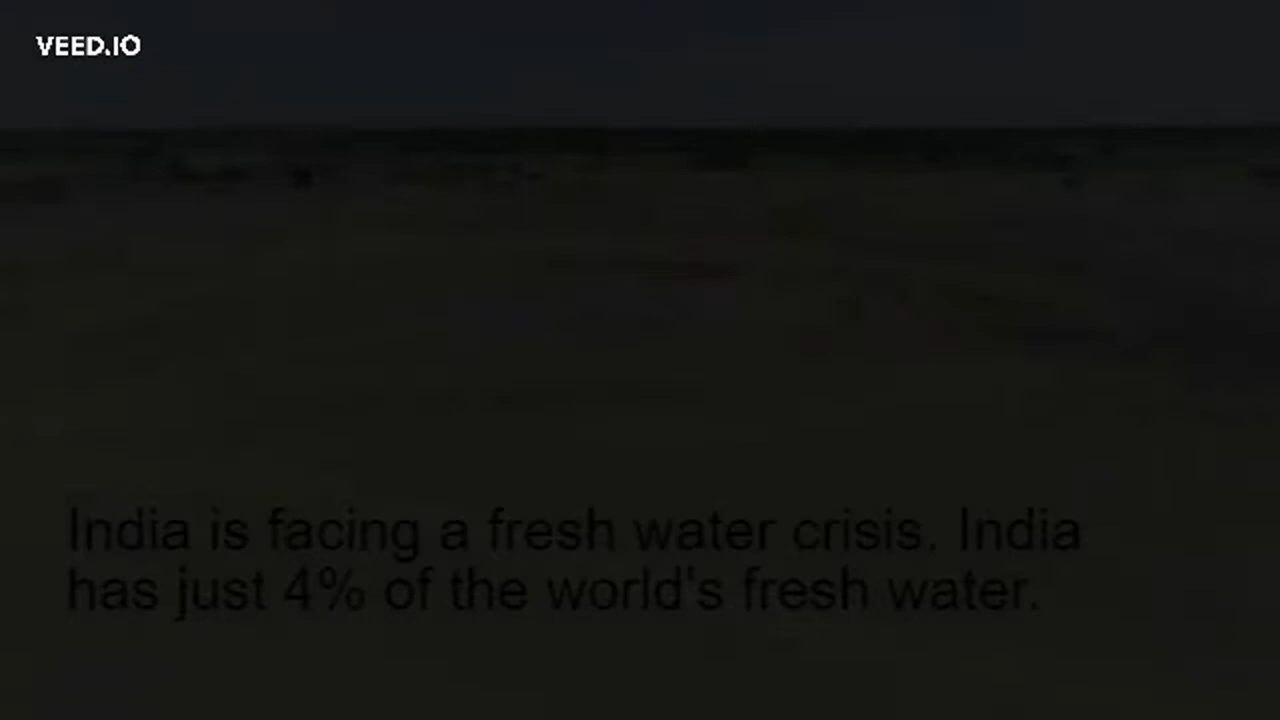 VEED.IO
India is facing a fresh water crisis. India
has just 4% of the world's fresh water.